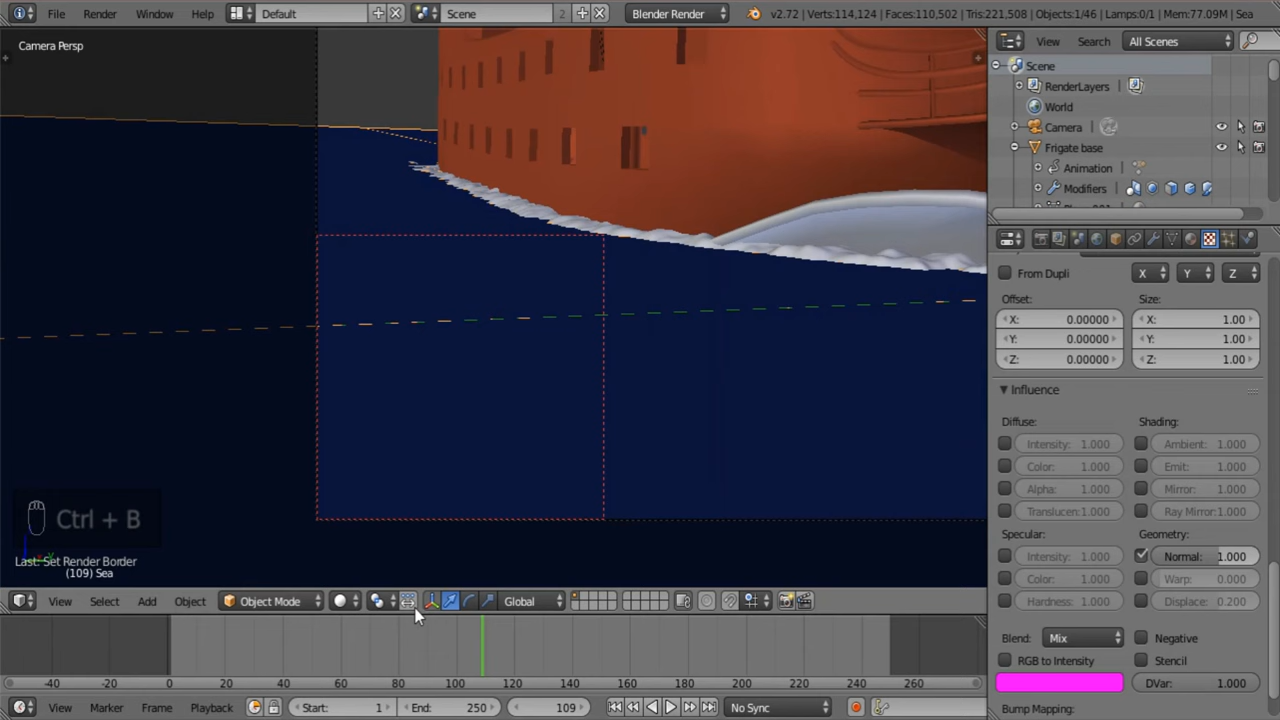 File Render Window Help Default Scene 2 Blender Render v2.72 | Verts:114,124 | Faces:110,502 | Tris:221,508 | Objects:1/46 | Lamps:0/1 | Mem:77.09M | Sea
Camera Persp
Ctrl + B
Last: Set Render Border
(109) Sea
View Select Add Object Object Mode Global
-40 -20 0 20 40 60 80 100 120 140 160 180 200 220 240 260
View Marker Frame Playback Start: 1 End: 250 109 No Sync
View Search All Scenes
Scene
RenderLayers
World
Camera
Frigate base
Animation
Modifiers
From Dupli X Y Z
Offset: Size:
X: 0.00000 X: 1.00
Y: 0.00000 Y: 1.00
Z: 0.00000 Z: 1.00
Influence
Diffuse: Shading:
Intensity: 1.000 Ambient: 1.000
Color: 1.000 Emit: 1.000
Alpha: 1.000 Mirror: 1.000
Translucen: 1.000 Ray Mirror: 1.000
Specular: Geometry:
Intensity: 1.000 Normal: 1.000
Color: 1.000 Warp: 0.000
Hardness: 1.000 Displace: 0.200
Blend: Mix Negative
RGB to Intensity Stencil
DVar: 1.000
Bump Mapping: